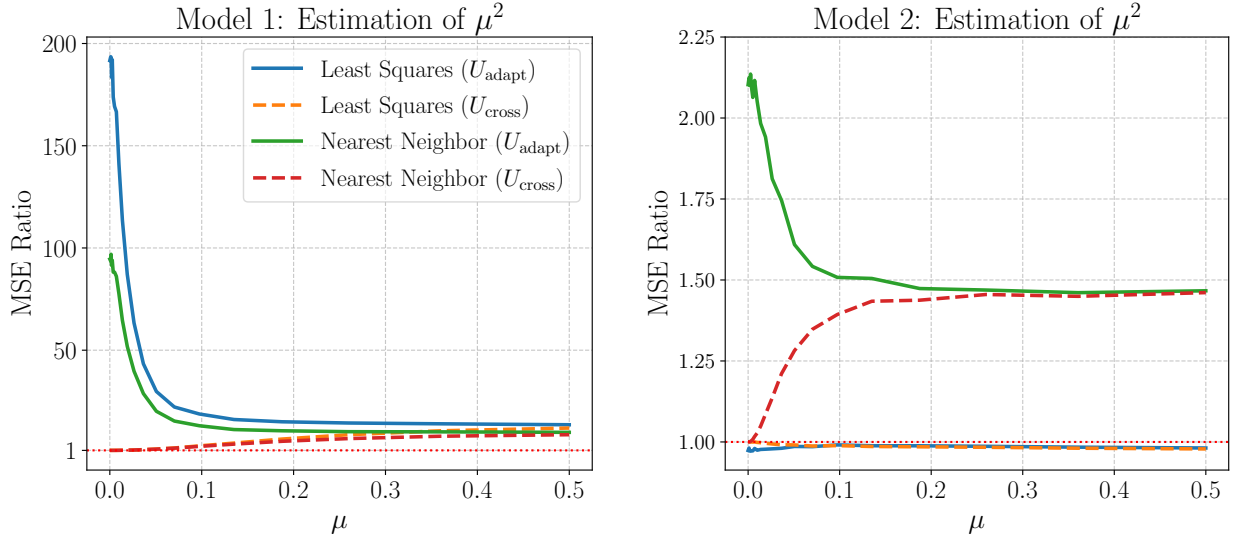 Model 1: Estimation of μ²
MSE Ratio
200
150
100
50
1
Least Squares (U_adapt)
Least Squares (U_cross)
Nearest Neighbor (U_adapt)
Nearest Neighbor (U_cross)
0.0 0.1 0.2 0.3 0.4 0.5
μ
Model 2: Estimation of μ²
MSE Ratio
2.25
2.00
1.75
1.50
1.25
1.00
0.0 0.1 0.2 0.3 0.4 0.5
μ